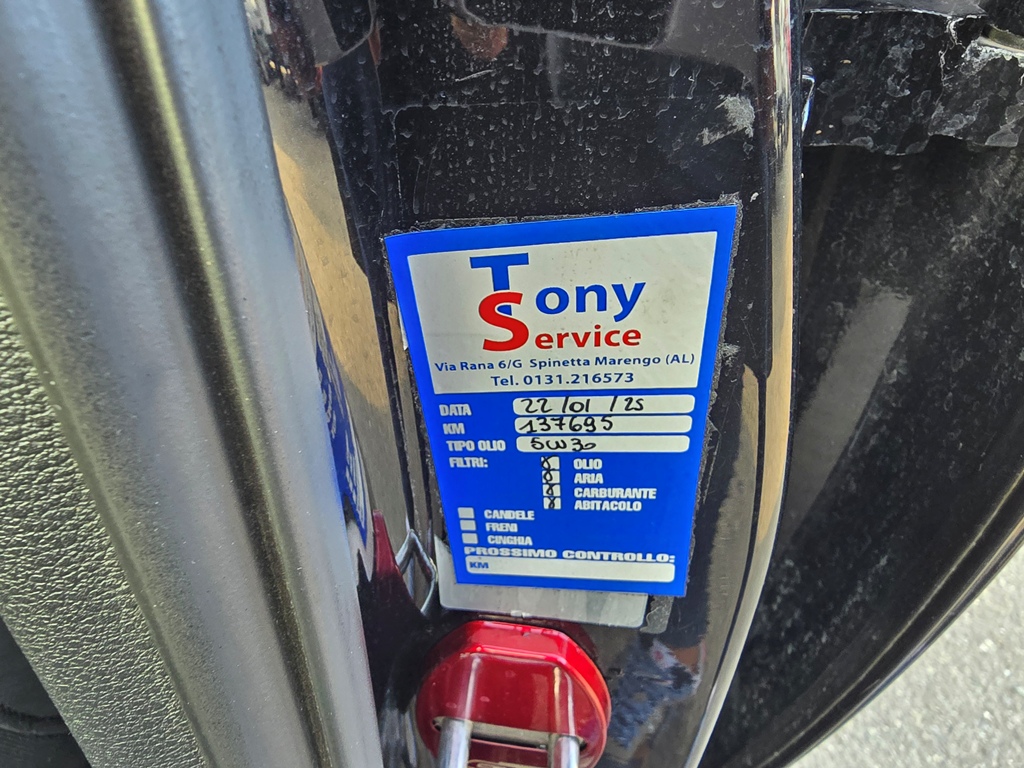 Tony
Service
Via Rana 6/G Spinetta Marengo (AL)
Tel. 0131.216573
DATA 22/01/25
KM 137695
TIPO OLIO 5W30
FILTRI: OLIO
ARIA
CARBURANTE
ABITACOLO
CANDELE
FRENI
CINGHIA
PROSSIMO CONTROLLO:
KM